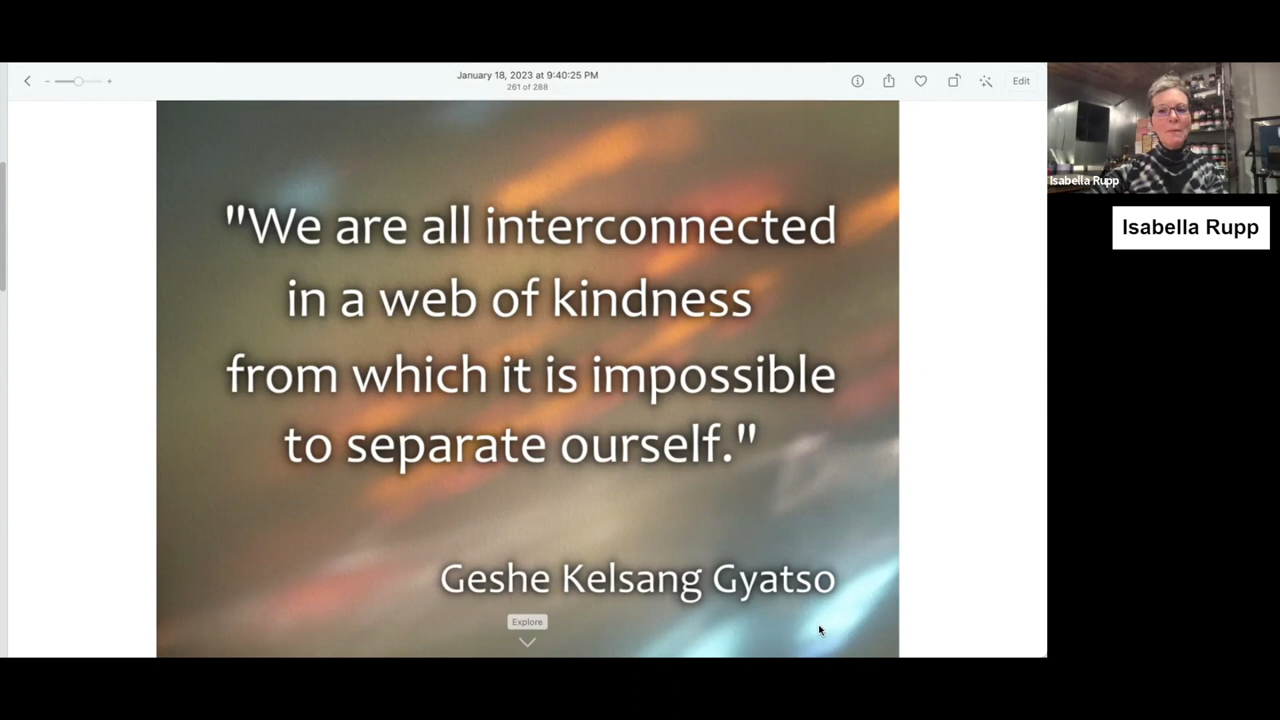 January 18, 2023 at 9:40:25 PM
261 of 288
Edit
"We are all interconnected
in a web of kindness
from which it is impossible
to separate ourself."
Geshe Kelsang Gyatso
Explore
Isabella Rupp
Isabella Rupp